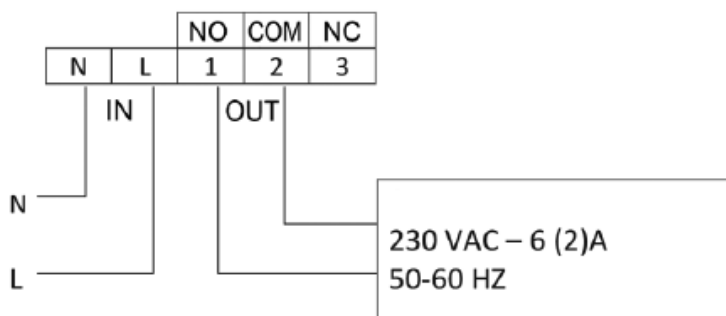 NO COM NC
N L 1 2 3
IN OUT
N
230 VAC – 6 (2)A
L 50-60 HZ